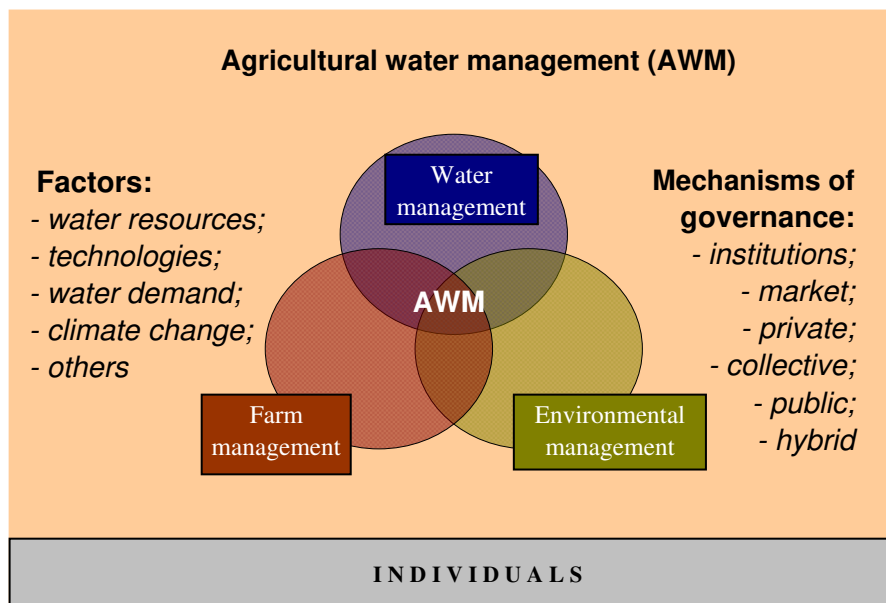 Agricultural water management (AWM)
Factors:
- water resources;
- technologies;
- water demand;
- climate change;
- others
Water
management
AWM
Farm
management
Environmental
management
Mechanisms of
governance:
- institutions;
- market;
- private;
- collective;
- public;
- hybrid
INDIVIDUALS